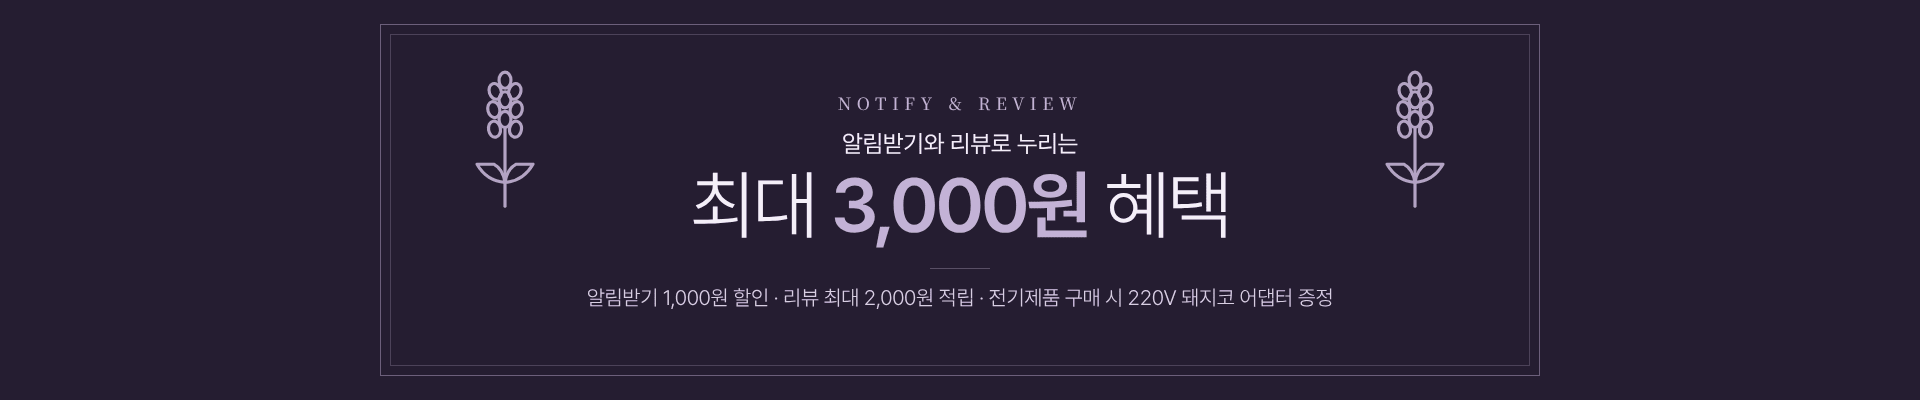 NOTIFY & REVIEW
알림받기와 리뷰로 누리는
최대 3,000원 혜택
알림받기 1,000원 할인 · 리뷰 최대 2,000원 적립 · 전기제품 구매 시 220V 돼지코 어댑터 증정